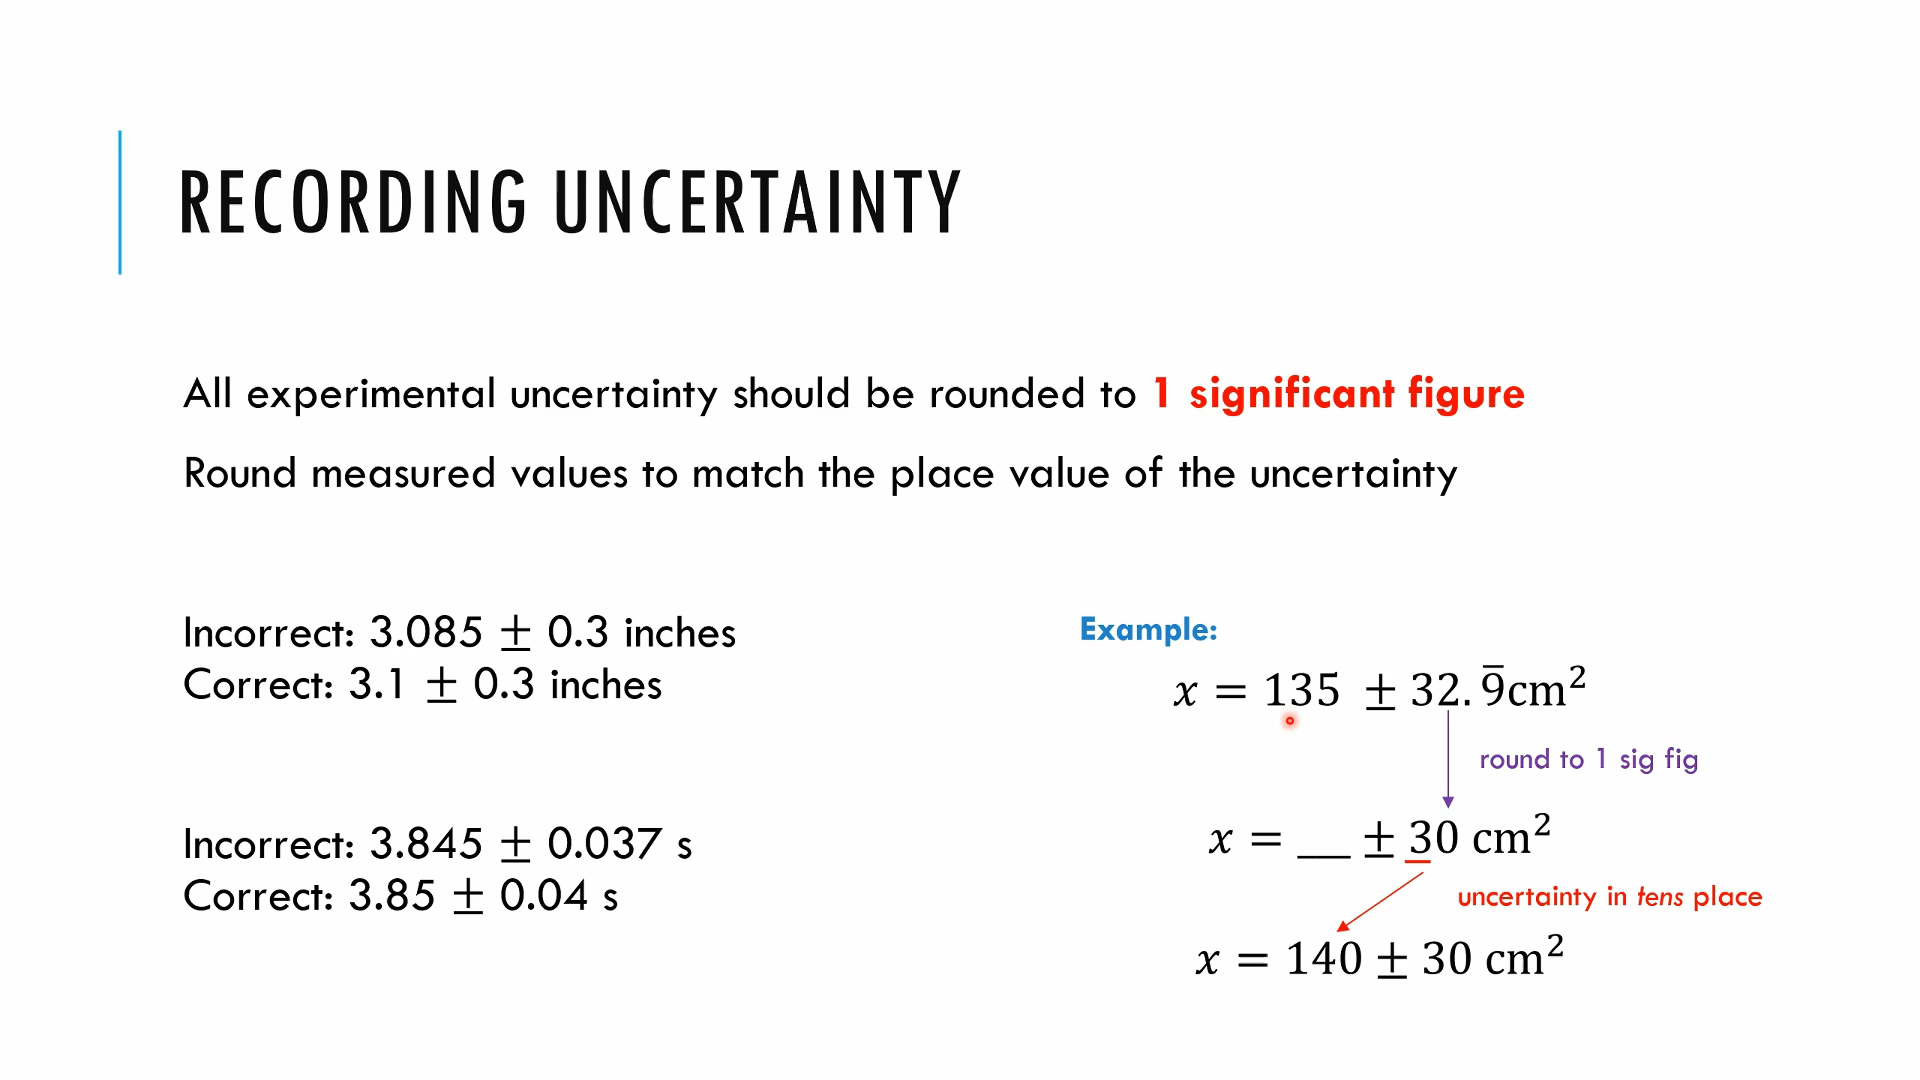 RECORDING UNCERTAINTY
All experimental uncertainty should be rounded to 1 significant figure
Round measured values to match the place value of the uncertainty
Incorrect: 3.085 ± 0.3 inches
Correct: 3.1 ± 0.3 inches
Incorrect: 3.845 ± 0.037 s
Correct: 3.85 ± 0.04 s
Example:
x = 135 ± 32.9̅cm²
round to 1 sig fig
x = __ ± 30 cm²
uncertainty in tens place
x = 140 ± 30 cm²